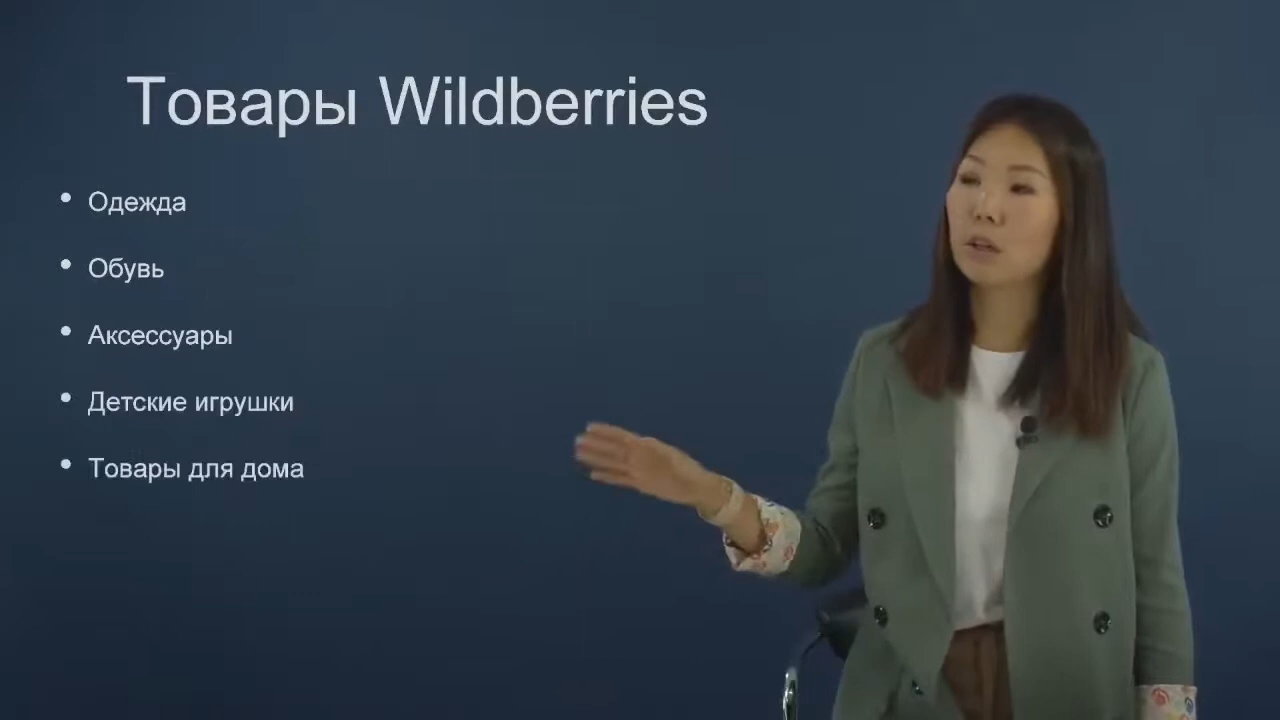 Товары Wildberries
• Одежда
• Обувь
• Аксессуары
• Детские игрушки
• Товары для дома